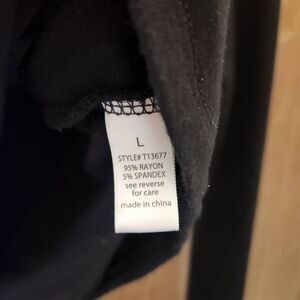 L
STYLE# T13677
95% RAYON
5% SPANDEX
see reverse
for care
made in china